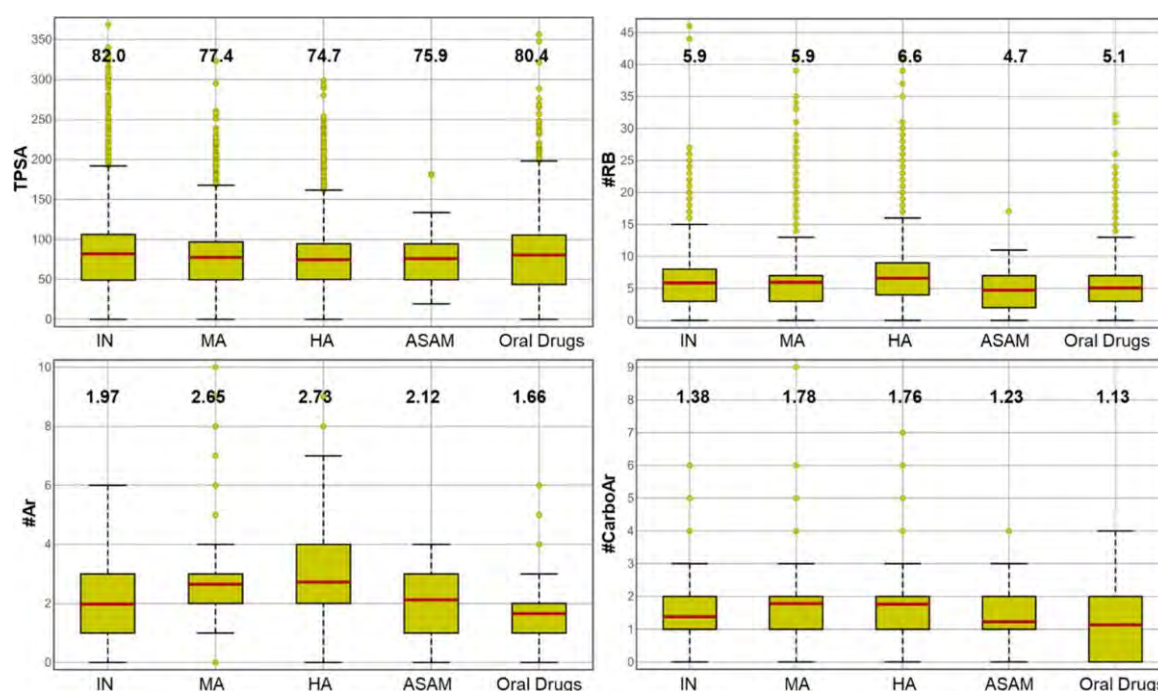 350
300
250
200
150
100
50
0
TPSA
82.0 77.4 74.7 75.9 80.4
IN MA HA ASAM Oral Drugs
45
40
35
30
25
20
15
10
5
0
#RB
5.9 5.9 6.6 4.7 5.1
IN MA HA ASAM Oral Drugs
10
8
6
4
2
0
#Ar
1.97 2.65 2.73 2.12 1.66
IN MA HA ASAM Oral Drugs
9
8
7
6
5
4
3
2
1
0
#CarboAr
1.38 1.78 1.76 1.23 1.13
IN MA HA ASAM Oral Drugs